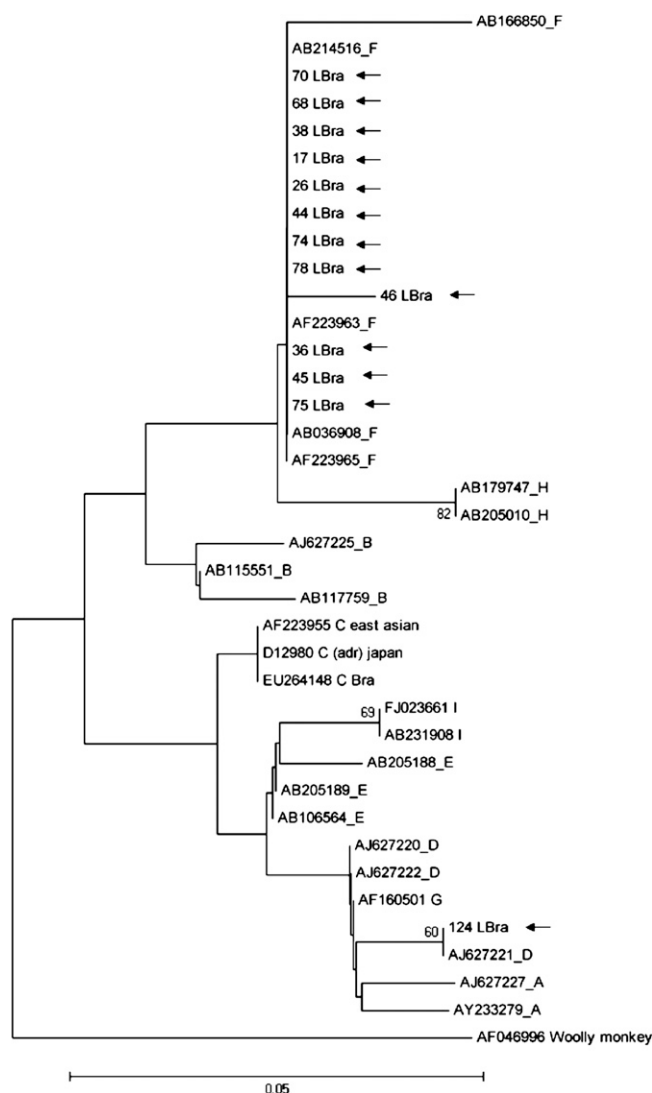 AB166850_F
AB214516_F
70 LBra
68 LBra
38 LBra
17 LBra
26 LBra
44 LBra
74 LBra
78 LBra
46 LBra
AF223963_F
36 LBra
45 LBra
75 LBra
AB036908_F
AF223965_F
AB179747_H
82 AB205010_H
AJ627225_B
AB115551_B
AB117759_B
AF223955 C east asian
D12980 C (adr) japan
EU264148 C Bra
69 FJ023661 I
AB231908 I
AB205188_E
AB205189_E
AB106564_E
AJ627220_D
AJ627222_D
AF160501 G
60 124 LBra
AJ627221_D
AJ627227_A
AY233279_A
AF046996 Woolly monkey
0.05